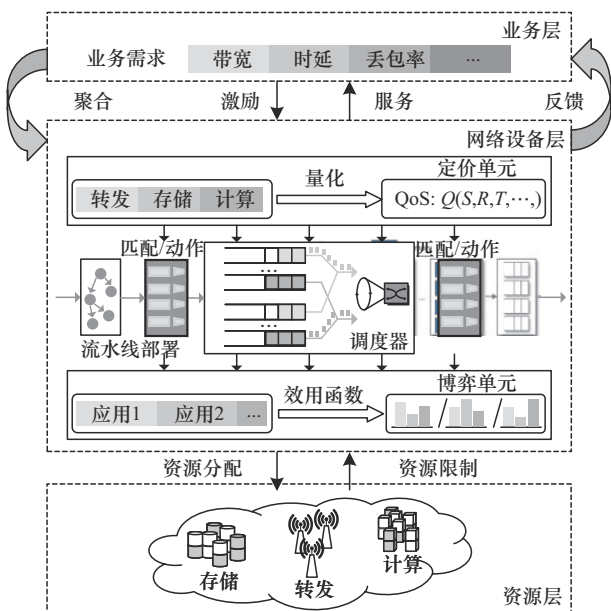 业务层
业务需求 带宽 时延 丢包率 ...
聚合 激励 服务 反馈
网络设备层
量化 定价单元
转发 存储 计算 QoS: Q(S,R,T,⋯,)
匹配/动作 匹配/动作
...
...
流水线部署 调度器
效用函数 博弈单元
应用1 应用2 ...
资源分配 资源限制
存储 转发 计算
资源层